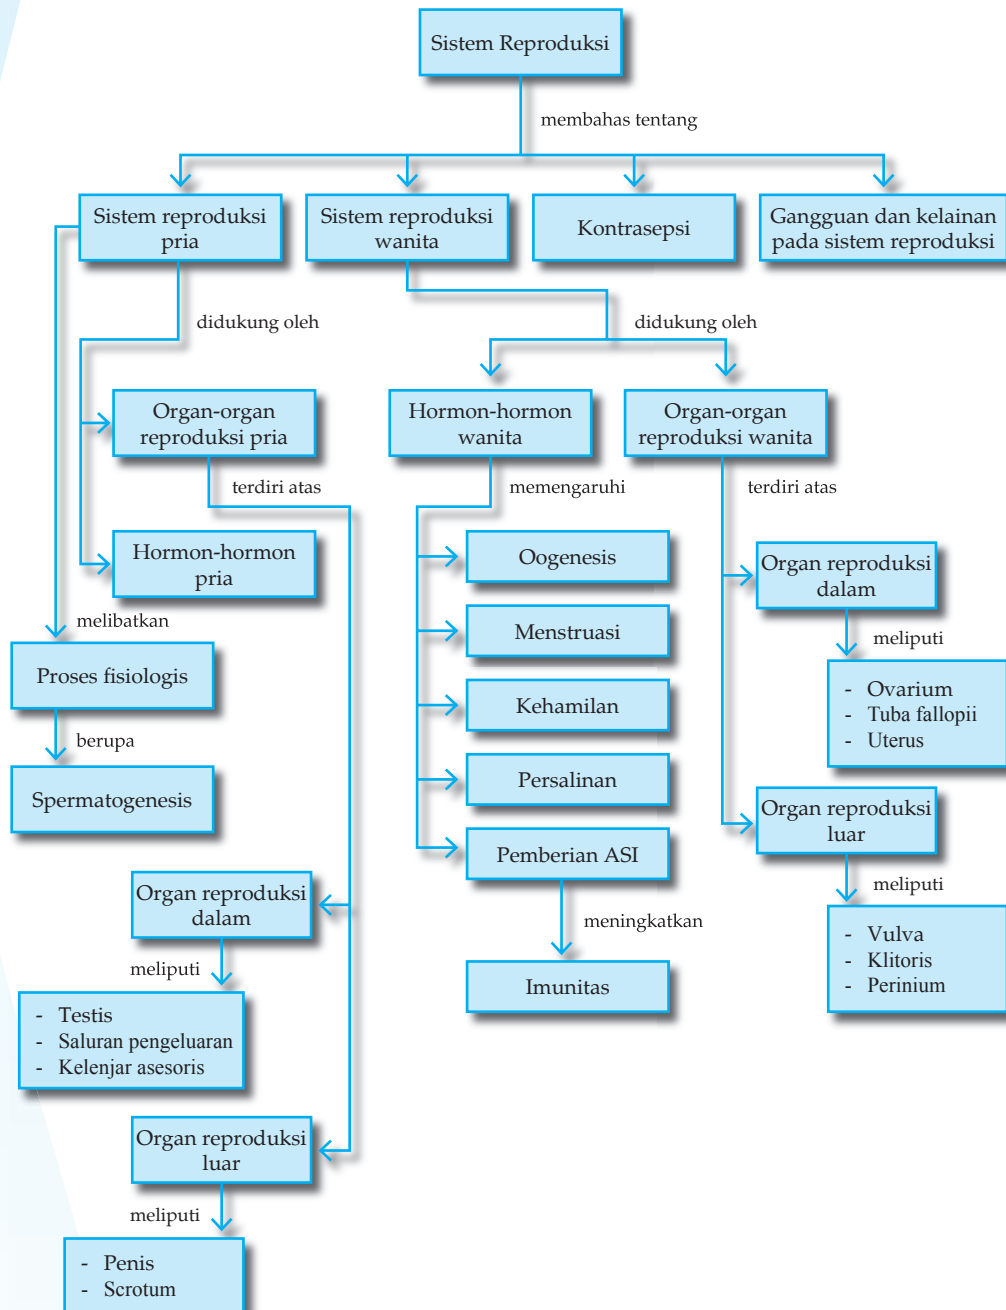 Sistem Reproduksi
membahas tentang
Sistem reproduksi
pria
Sistem reproduksi
wanita
Kontrasepsi
Gangguan dan kelainan
pada sistem reproduksi
didukung oleh
didukung oleh
Organ-organ
reproduksi pria
Hormon-hormon
wanita
Organ-organ
reproduksi wanita
terdiri atas
memengaruhi
terdiri atas
Hormon-hormon
pria
Oogenesis
Organ reproduksi
dalam
melibatkan
Menstruasi
meliputi
Proses fisiologis
Kehamilan
- Ovarium
- Tuba fallopii
- Uterus
berupa
Spermatogenesis
Persalinan
Organ reproduksi
luar
Pemberian ASI
meliputi
Organ reproduksi
dalam
meningkatkan
- Vulva
- Klitoris
- Perinium
meliputi
Imunitas
- Testis
- Saluran pengeluaran
- Kelenjar asesoris
Organ reproduksi
luar
meliputi
- Penis
- Scrotum